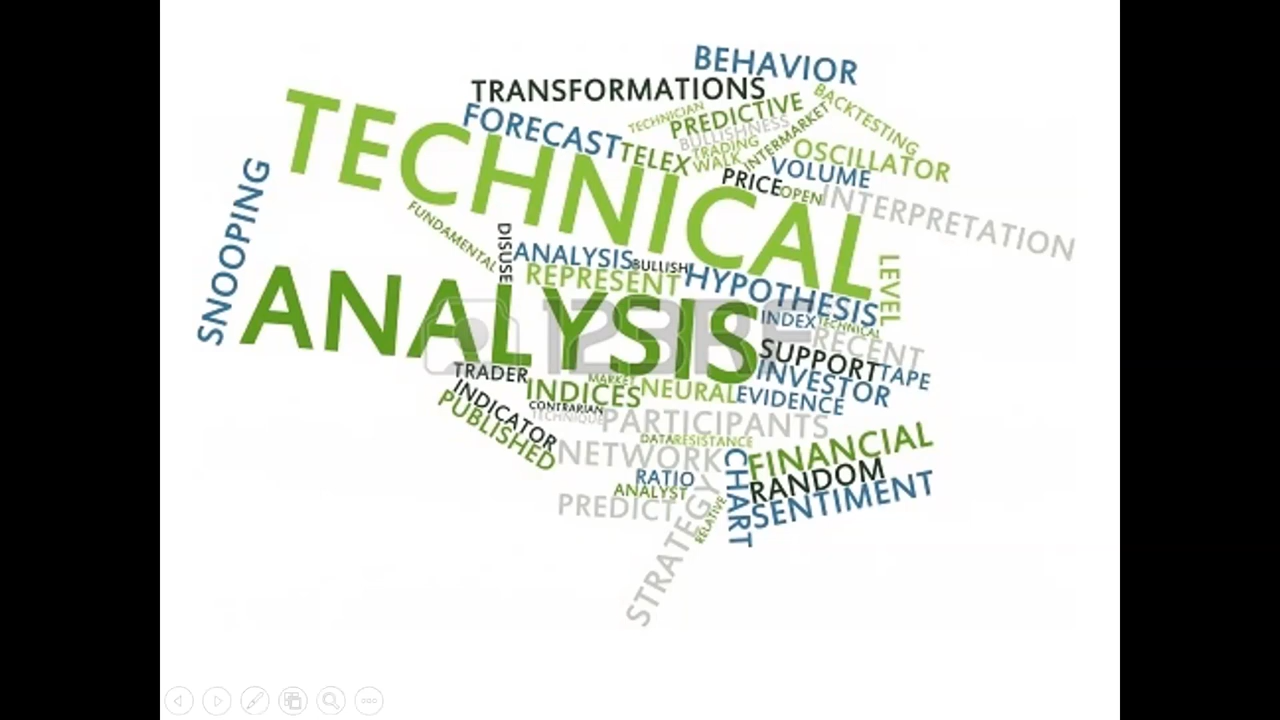 BEHAVIOR
TRANSFORMATIONS
BACKTESTING
TECHNICIAN
PREDICTIVE
FORECAST
BULLISHNESS
INTERMARKET
TELEX
TRADING
WALK
OSCILLATOR
VOLUME
PRICE
OPEN
INTERPRETATION
TECHNICAL
SNOOPING
FUNDAMENTAL
DISUSE
ANALYSIS
BULLISH
HYPOTHESIS
LEVEL
REPRESENT
ANALYSIS
INDEX
TECHNICAL
RECENT
123RF
SUPPORT
TAPE
TRADER
INVESTOR
MARKET
INDICES
NEURAL
EVIDENCE
INDICATOR
CONTRARIAN
TECHNIQUE
PARTICIPANTS
PUBLISHED
DATA
RESISTANCE
NETWORK
CHART
FINANCIAL
RATIO
RANDOM
ANALYST
SENTIMENT
PREDICT
RELATIVE
STRATEGY